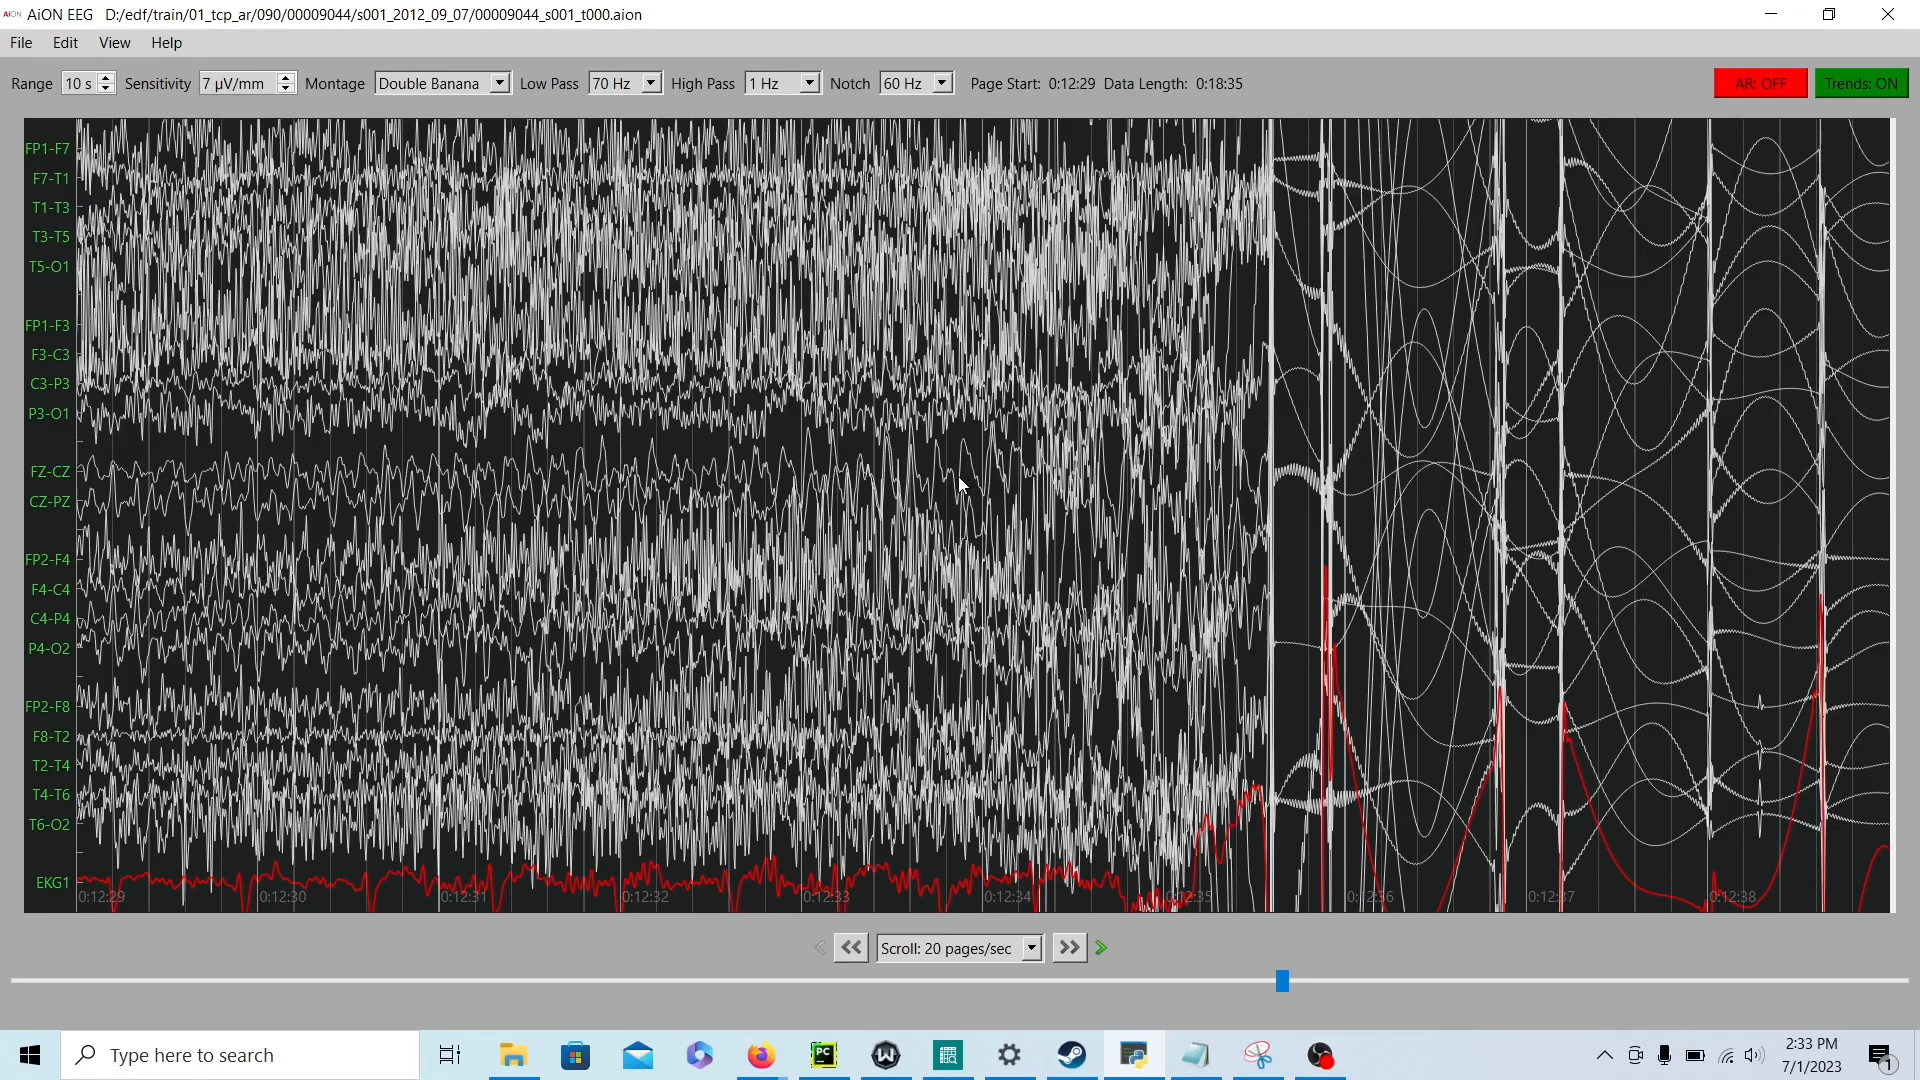 AiON AiON EEG D:/edf/train/01_tcp_ar/090/00009044/s001_2012_09_07/00009044_s001_t000.aion
File Edit View Help
Range 10 s Sensitivity 7 µV/mm Montage Double Banana Low Pass 70 Hz High Pass 1 Hz Notch 60 Hz Page Start: 0:12:29 Data Length: 0:18:35 AR: OFF Trends: ON
FP1-F7
F7-T1
T1-T3
T3-T5
T5-O1
FP1-F3
F3-C3
C3-P3
P3-O1
FZ-CZ
CZ-PZ
FP2-F4
F4-C4
C4-P4
P4-O2
FP2-F8
F8-T2
T2-T4
T4-T6
T6-O2
EKG1
0:12:29 0:12:30 0:12:31 0:12:32 0:12:33 0:12:34 0:12:35 0:12:36 0:12:37 0:12:38
Scroll: 20 pages/sec
Type here to search
PC
2:33 PM
7/1/2023
1